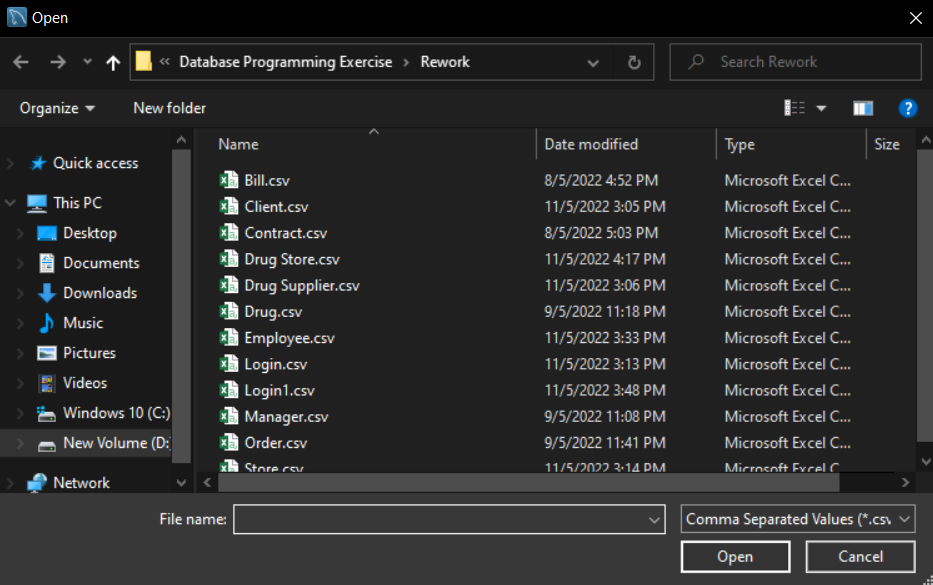 Open
« Database Programming Exercise › Rework
Search Rework
Organize
New folder
Name Date modified Type Size
Quick access
This PC
Desktop
Documents
Downloads
Music
Pictures
Videos
Windows 10 (C:)
New Volume (D:)
Network
Bill.csv 8/5/2022 4:52 PM Microsoft Excel C...
Client.csv 11/5/2022 3:05 PM Microsoft Excel C...
Contract.csv 8/5/2022 5:03 PM Microsoft Excel C...
Drug Store.csv 11/5/2022 4:17 PM Microsoft Excel C...
Drug Supplier.csv 11/5/2022 3:06 PM Microsoft Excel C...
Drug.csv 9/5/2022 11:18 PM Microsoft Excel C...
Employee.csv 11/5/2022 3:33 PM Microsoft Excel C...
Login.csv 11/5/2022 3:13 PM Microsoft Excel C...
Login1.csv 11/5/2022 3:48 PM Microsoft Excel C...
Manager.csv 9/5/2022 11:08 PM Microsoft Excel C...
Order.csv 9/5/2022 11:41 PM Microsoft Excel C...
Store.csv 11/5/2022 3:14 PM Microsoft Excel C...
File name:
Comma Separated Values (*.csv
Open
Cancel